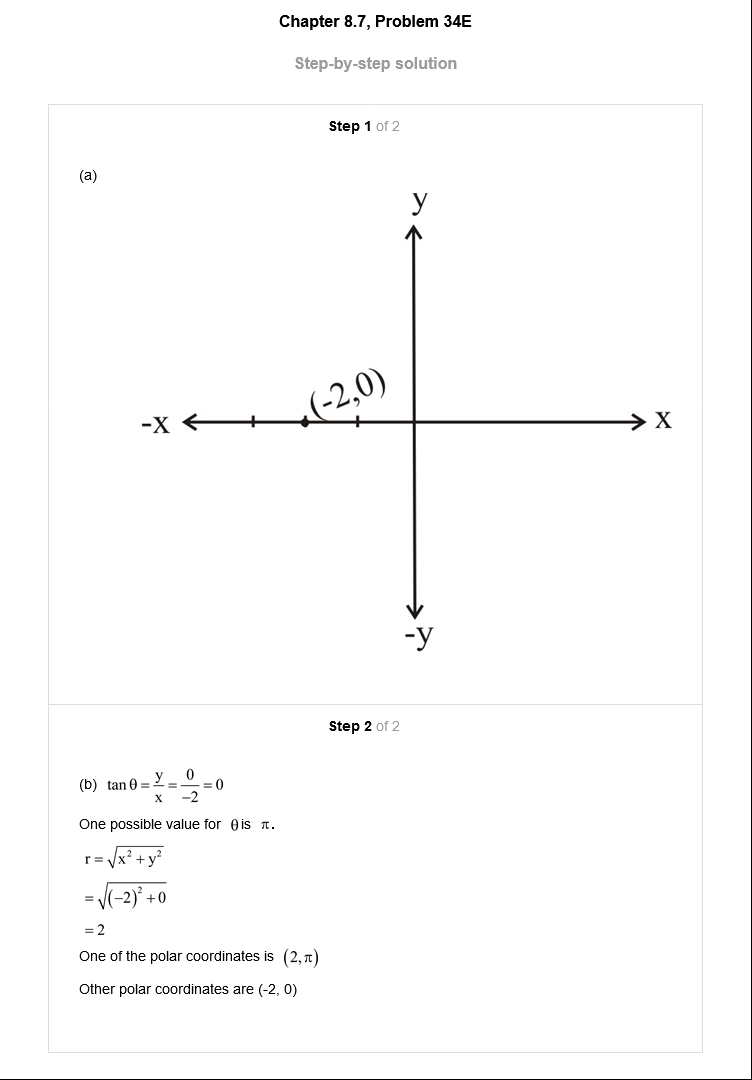 Chapter 8.7, Problem 34E
Step-by-step solution
Step 1 of 2
(a)
y
(-2,0)
-x
x
-y
Step 2 of 2
(b) tan θ = y/x = 0/−2 = 0
One possible value for θ is π.
r = √(x² + y²)
= √((−2)² + 0)
= 2
One of the polar coordinates is (2, π)
Other polar coordinates are (-2, 0)